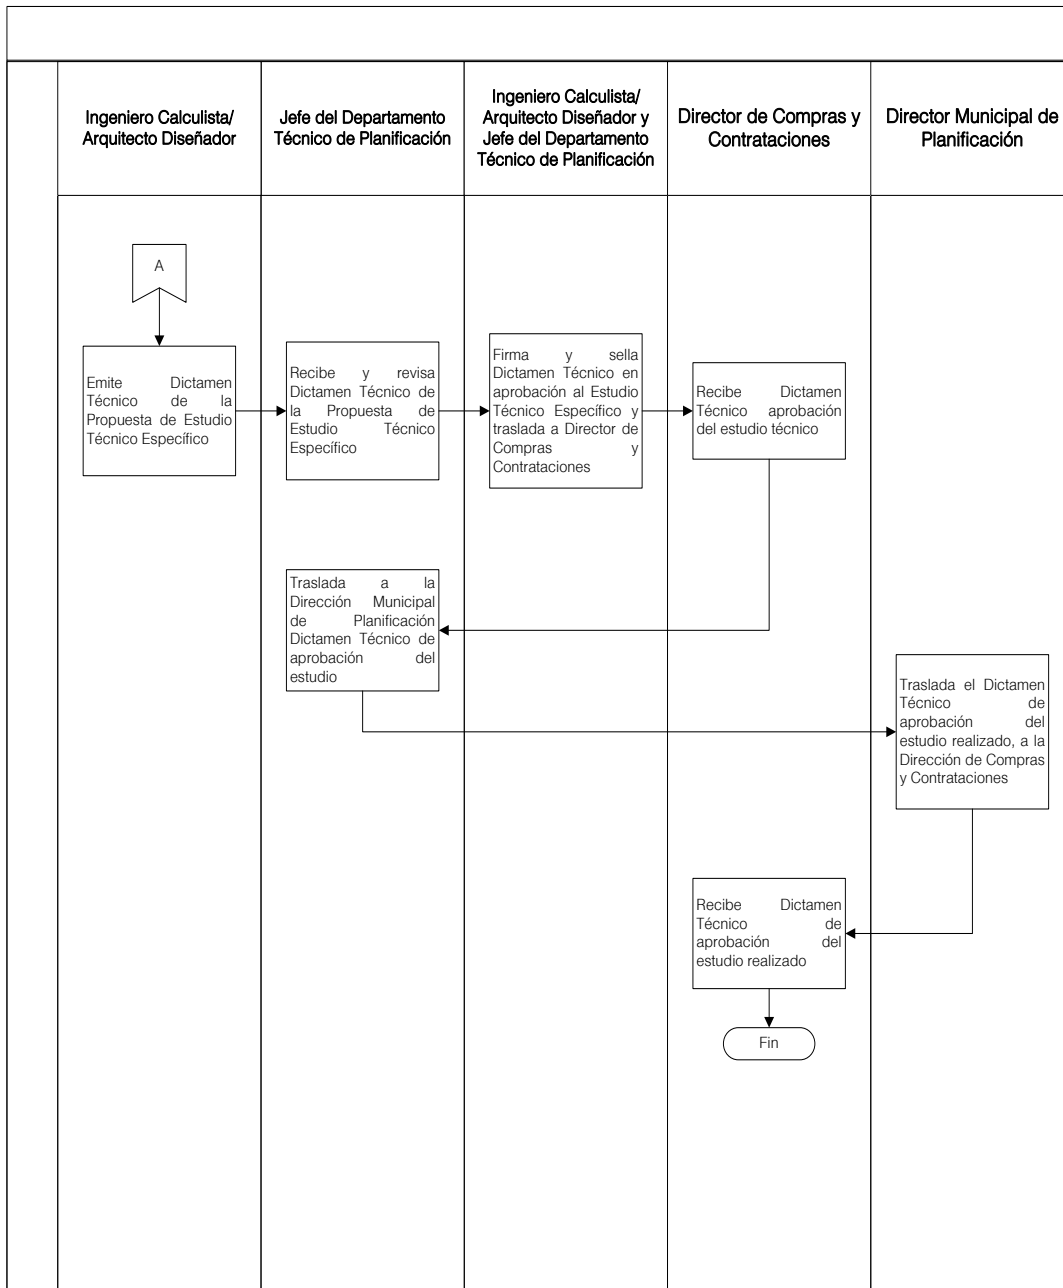 Ingeniero Calculista/
Arquitecto Diseñador
Jefe del Departamento
Técnico de Planificación
Ingeniero Calculista/
Arquitecto Diseñador y
Jefe del Departamento
Técnico de Planificación
Director de Compras y
Contrataciones
Director Municipal de
Planificación
A
Emite Dictamen
Técnico de la
Propuesta de Estudio
Técnico Específico
Recibe y revisa
Dictamen Técnico de
la Propuesta de
Estudio Técnico
Específico
Firma y sella
Dictamen Técnico en
aprobación al Estudio
Técnico Específico y
traslada a Director de
Compras y
Contrataciones
Recibe Dictamen
Técnico aprobación
del estudio técnico
Traslada a la
Dirección Municipal
de Planificación
Dictamen Técnico de
aprobación del
estudio
Traslada el Dictamen
Técnico de
aprobación del
estudio realizado, a la
Dirección de Compras
y Contrataciones
Recibe Dictamen
Técnico de
aprobación del
estudio realizado
Fin